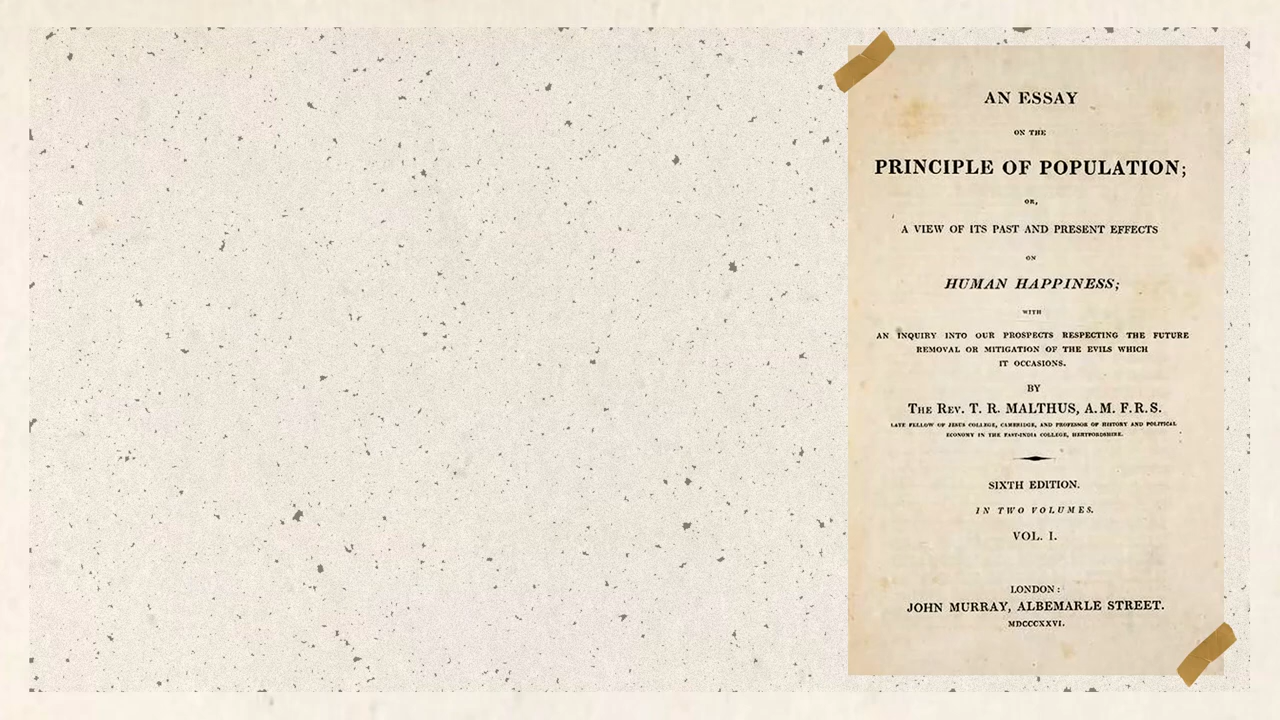 AN ESSAY
ON THE
PRINCIPLE OF POPULATION;
OR,
A VIEW OF ITS PAST AND PRESENT EFFECTS
ON
HUMAN HAPPINESS;
WITH
AN INQUIRY INTO OUR PROSPECTS RESPECTING THE FUTURE
REMOVAL OR MITIGATION OF THE EVILS WHICH
IT OCCASIONS.
BY
THE REV. T. R. MALTHUS, A.M. F.R.S.
LATE FELLOW OF JESUS COLLEGE, CAMBRIDGE, AND PROFESSOR OF HISTORY AND POLITICAL
ECONOMY IN THE EAST-INDIA COLLEGE, HERTFORDSHIRE.
SIXTH EDITION.
IN TWO VOLUMES.
VOL. I.
LONDON:
JOHN MURRAY, ALBEMARLE STREET.
MDCCCXXVI.